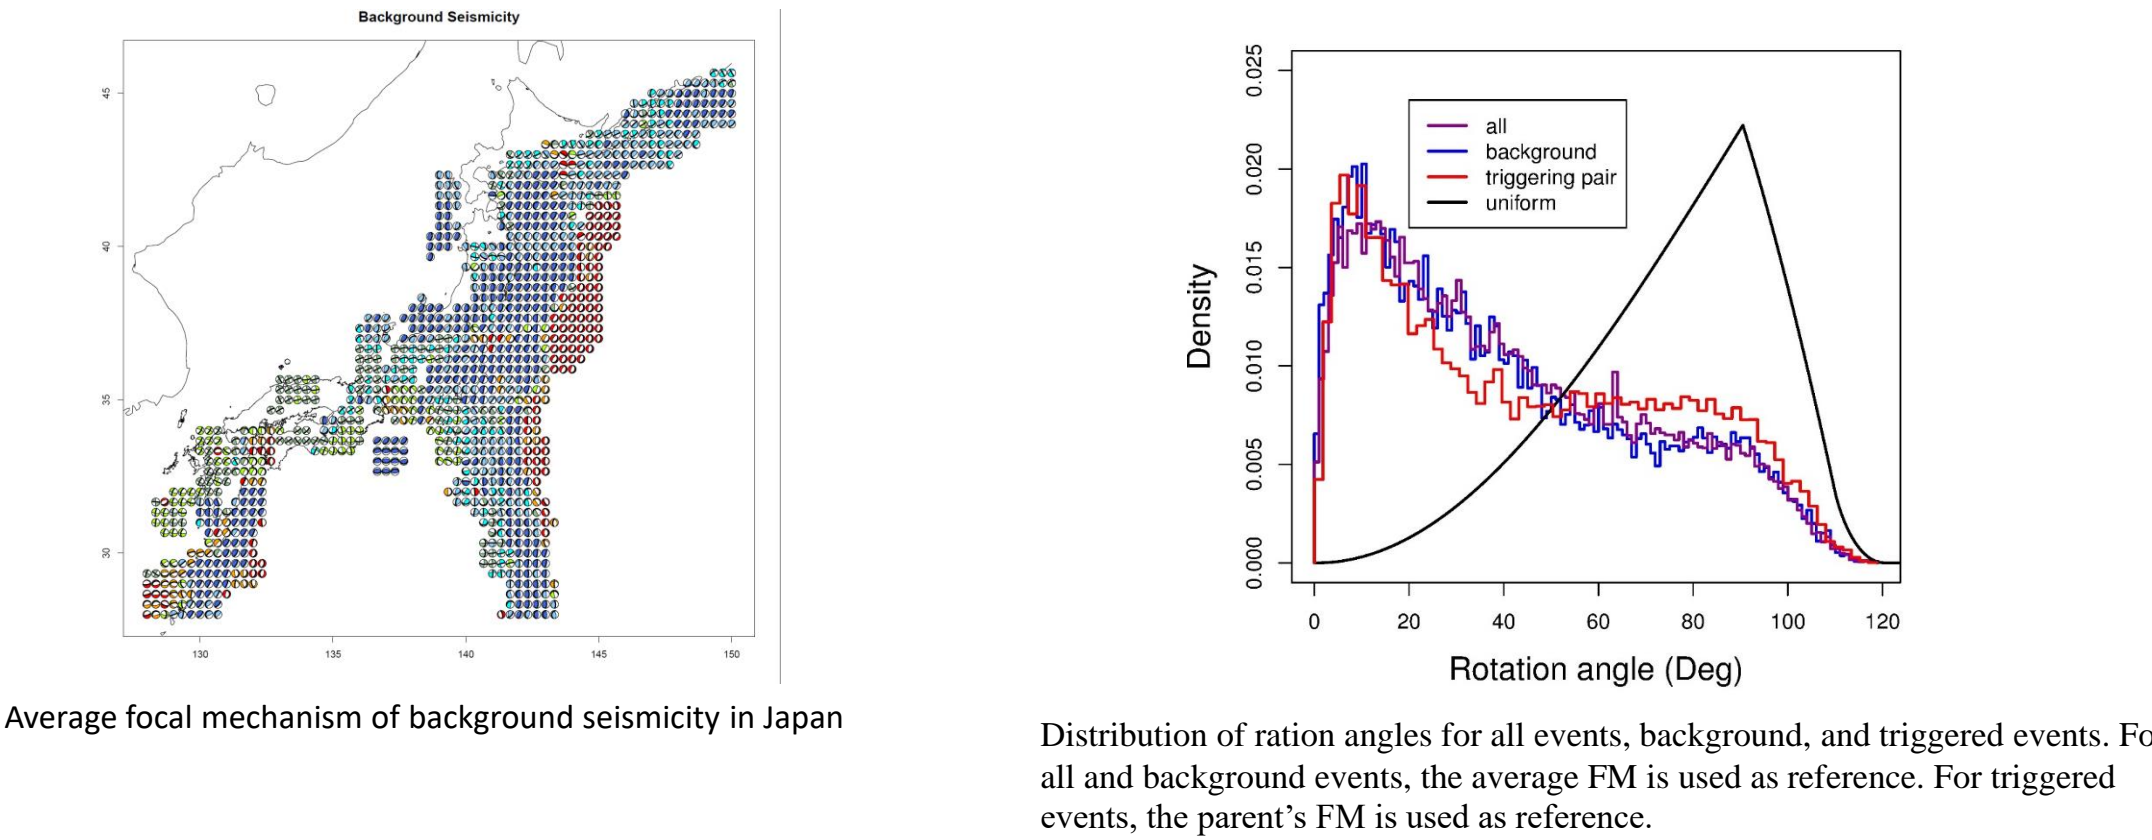 Background Seismicity
45
40
35
30
130 135 140 145 150
Average focal mechanism of background seismicity in Japan
0.025
0.020
0.015
0.010
0.005
0.000
Density
all
background
triggering pair
uniform
0 20 40 60 80 100 120
Rotation angle (Deg)
Distribution of ration angles for all events, background, and triggered events. Fo
all and background events, the average FM is used as reference. For triggered
events, the parent’s FM is used as reference.